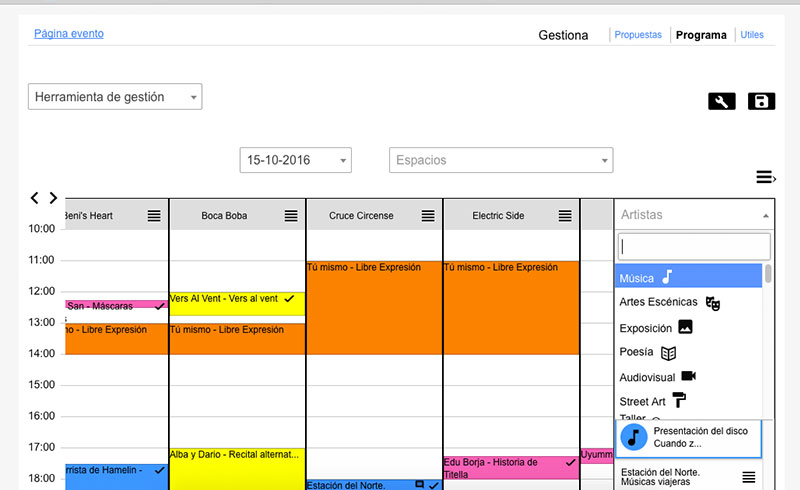 Página evento
Gestiona
Propuestas
Programa
Utiles
Herramienta de gestión
15-10-2016
Espacios
Beni's Heart
Boca Boba
Cruce Circense
Electric Side
Artistas
10:00
11:00
12:00
13:00
14:00
15:00
16:00
17:00
18:00
San - Máscaras
mo - Libre Expresión
rrista de Hamelin -
Vers Al Vent - Vers al vent
Tú mismo - Libre Expresión
Alba y Dario - Recital alternat...
Tú mismo - Libre Expresión
Estación del Norte.
Tú mismo - Libre Expresión
Edu Borja - Historia de
Titella
Uyumm
Música
Artes Escénicas
Exposición
Poesía
Audiovisual
Street Art
Taller
Presentación del disco
Cuando z...
Estación del Norte.
Músicas viajeras